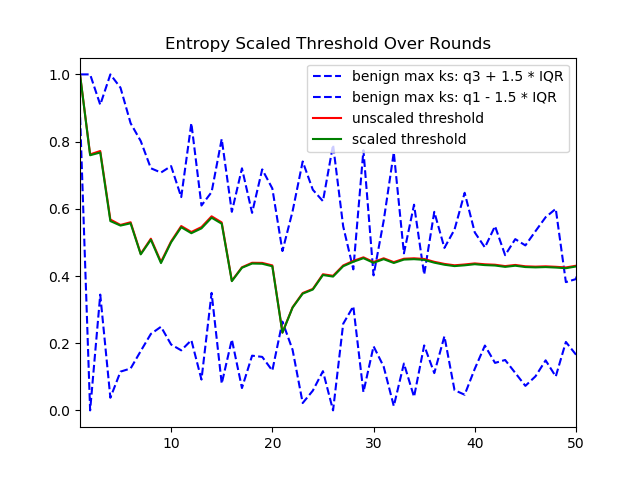 Entropy Scaled Threshold Over Rounds
benign max ks: q3 + 1.5 * IQR
benign max ks: q1 - 1.5 * IQR
unscaled threshold
scaled threshold
1.0
0.8
0.6
0.4
0.2
0.0
10 20 30 40 50